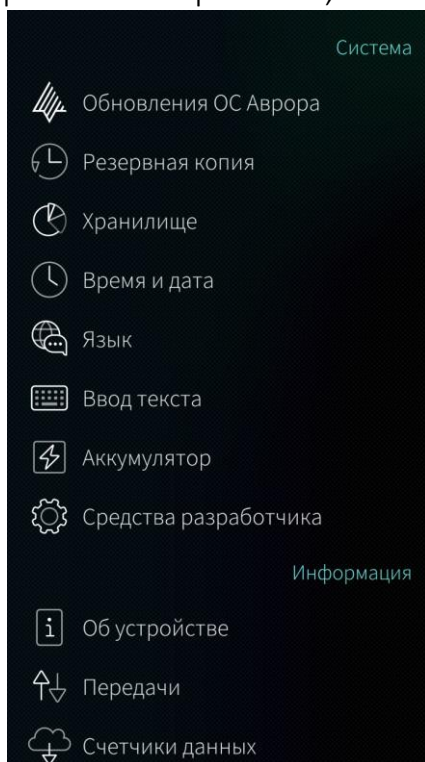 Система
Обновления ОС Аврора
Резервная копия
Хранилище
Время и дата
Язык
Ввод текста
Аккумулятор
Средства разработчика
Информация
Об устройстве
Передачи
Счетчики данных